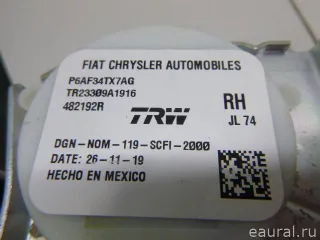 FIAT CHRYSLER AUTOMOBILES
P6AF34TX7AG
TR23309A1916
482192R
TRW
RH
JL 74
DGN-NOM-119-SCFI-2000
DATE: 26-11-19
HECHO EN MEXICO
eaural.ru